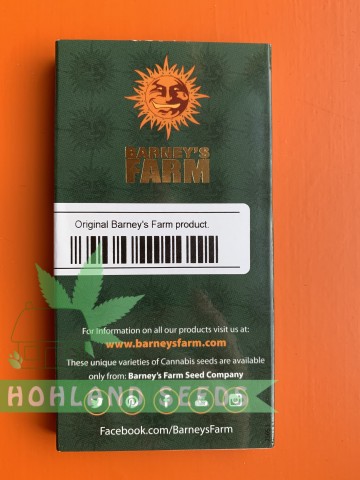 BARNEY'S
FARM
Original Barney's Farm product.
For Information on all our products visit us at:
www.barneysfarm.com
These unique varieties of Cannabis seeds are available
only from: Barney's Farm Seed Company
HOHLAND SEEDS
Facebook.com/BarneysFarm